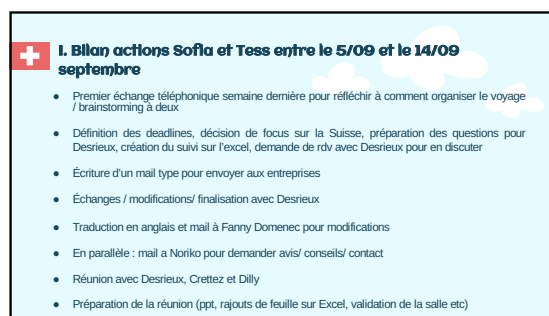 I. Bilan actions Sofia et Tess entre le 5/09 et le 14/09
septembre
● Premier échange téléphonique semaine dernière pour réfléchir à comment organiser le voyage
/ brainstorming à deux
● Définition des deadlines, décision de focus sur la Suisse, préparation des questions pour
Desrieux, création du suivi sur l'excel, demande de rdv avec Desrieux pour en discuter
● Écriture d'un mail type pour envoyer aux entreprises
● Échanges / modifications/ finalisation avec Desrieux
● Traduction en anglais et mail à Fanny Domenec pour modifications
● En parallèle : mail a Noriko pour demander avis/ conseils/ contact
● Réunion avec Desrieux, Crettez et Dilly
● Préparation de la réunion (ppt, rajouts de feuille sur Excel, validation de la salle etc)